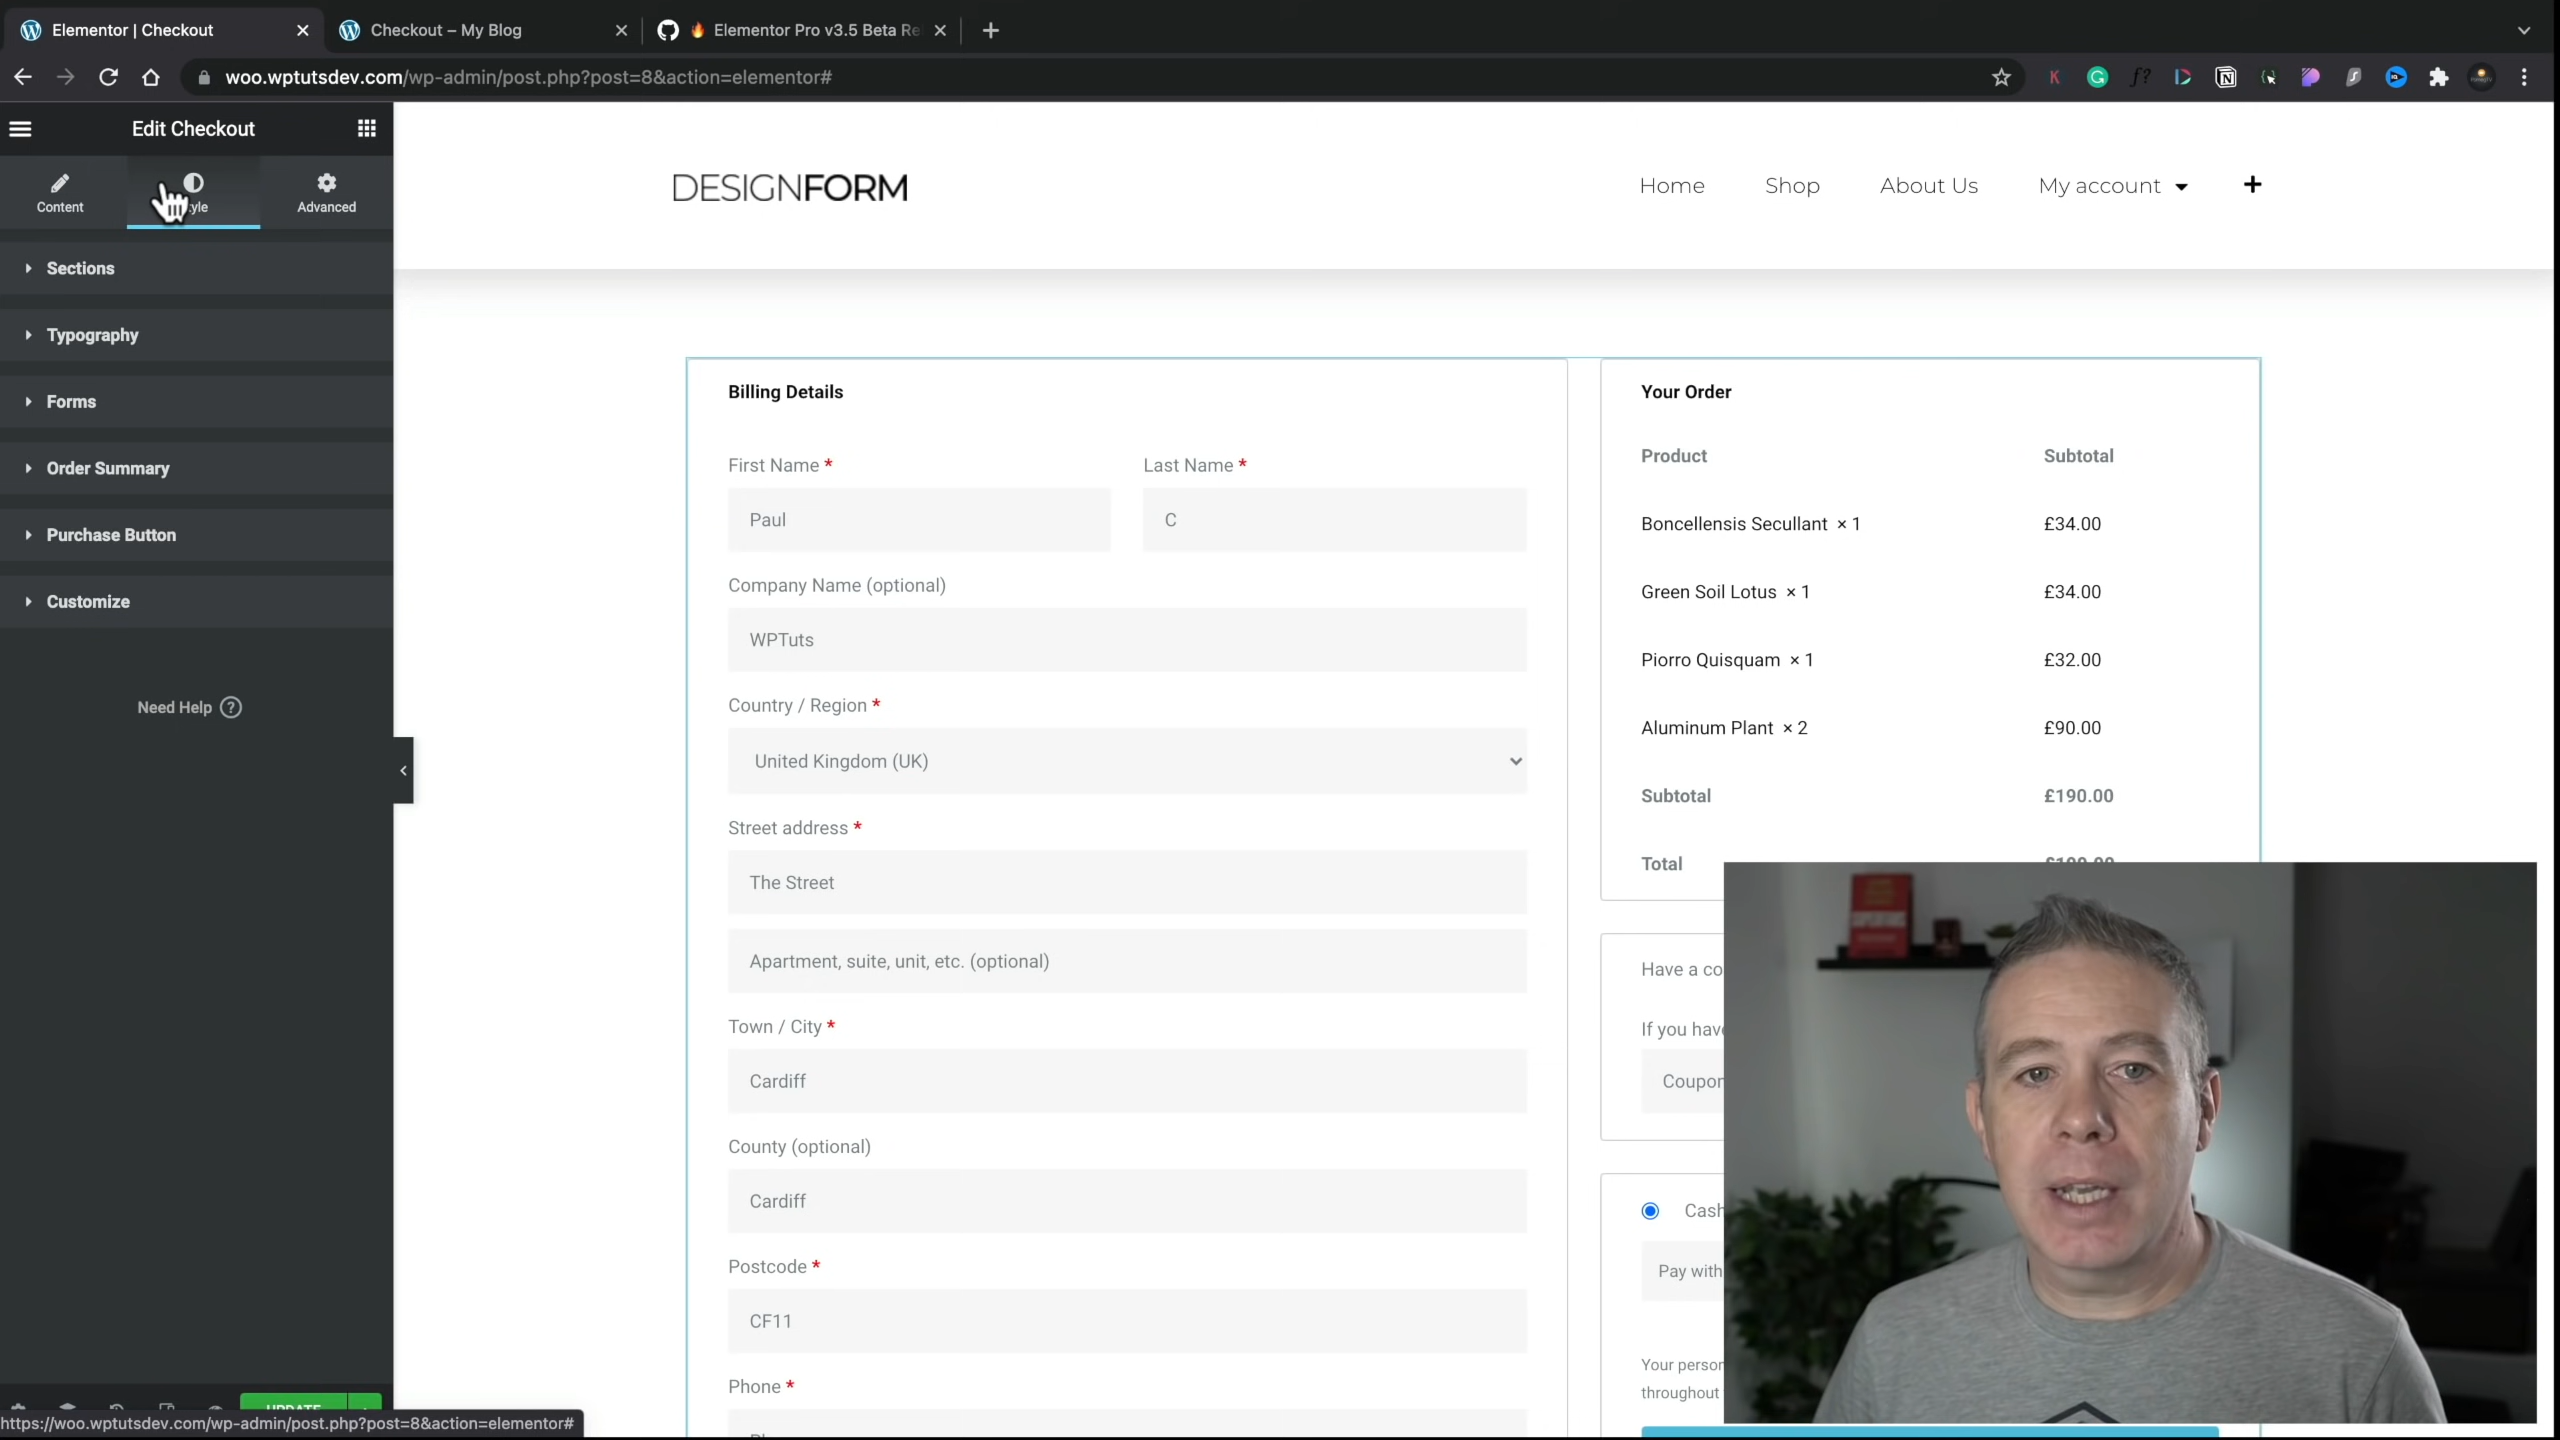 Elementor | Checkout
Checkout – My Blog
Elementor Pro v3.5 Beta Re
woo.wptutsdev.com/wp-admin/post.php?post=8&action=elementor#
Edit Checkout
Content
yle
Advanced
Sections
Typography
Forms
Order Summary
Purchase Button
Customize
Need Help ?
UPDATE
https://woo.wptutsdev.com/wp-admin/post.php?post=8&action=elementor#
DESIGNFORM
Home
Shop
About Us
My account
Billing Details
First Name *
Last Name *
Paul
C
Company Name (optional)
WPTuts
Country / Region *
United Kingdom (UK)
Street address *
The Street
Apartment, suite, unit, etc. (optional)
Town / City *
Cardiff
County (optional)
Cardiff
Postcode *
CF11
Phone *
Your Order
Product
Subtotal
Boncellensis Secullant × 1
£34.00
Green Soil Lotus × 1
£34.00
Piorro Quisquam × 1
£32.00
Aluminum Plant × 2
£90.00
Subtotal
£190.00
Total
£190.00
Have a co
If you hav
Coupon
Cash
Pay with
Your person
throughout